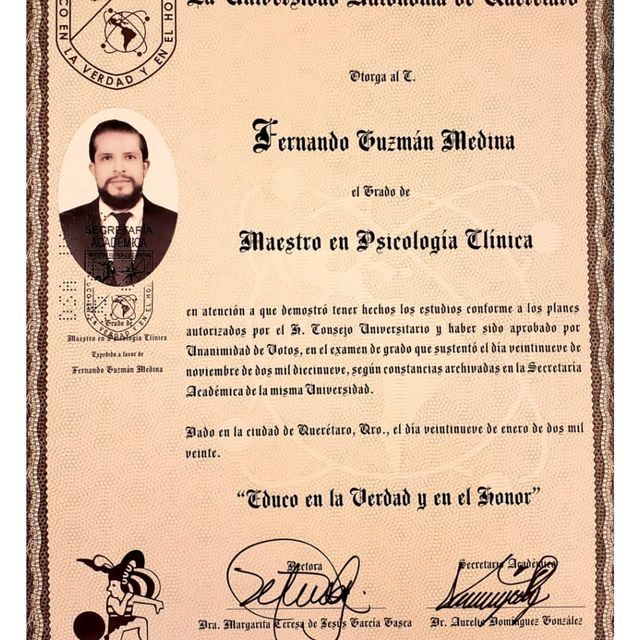 La Universidad Autónoma de Querétaro
CO EN LA VERDAD Y EN EL HO
Otorga al C.
Fernando Guzmán Medina
el Grado de
Maestro en Psicología Clínica
SECRETARIA
ACADÉMICA
Grado de
Maestro en Psicología Clínica
Expedido a favor de
Fernando Guzmán Medina
en atención a que demostró tener hechos los estudios conforme a los planes
autorizados por el H. Consejo Universitario y haber sido aprobado por
Unanimidad de Votos, en el examen de grado que sustentó el día veintinueve de
noviembre de dos mil diecinueve, según constancias archivadas en la Secretaría
Académica de la misma Universidad.
Dado en la ciudad de Querétaro, Qro., el día veintinueve de enero de dos mil
veinte.
"Educo en la Verdad y en el Honor"
Rectora
Secretario Académico
Dra. Margarita Teresa de Jesús García Gasca
Dr. Aurelio Domínguez González